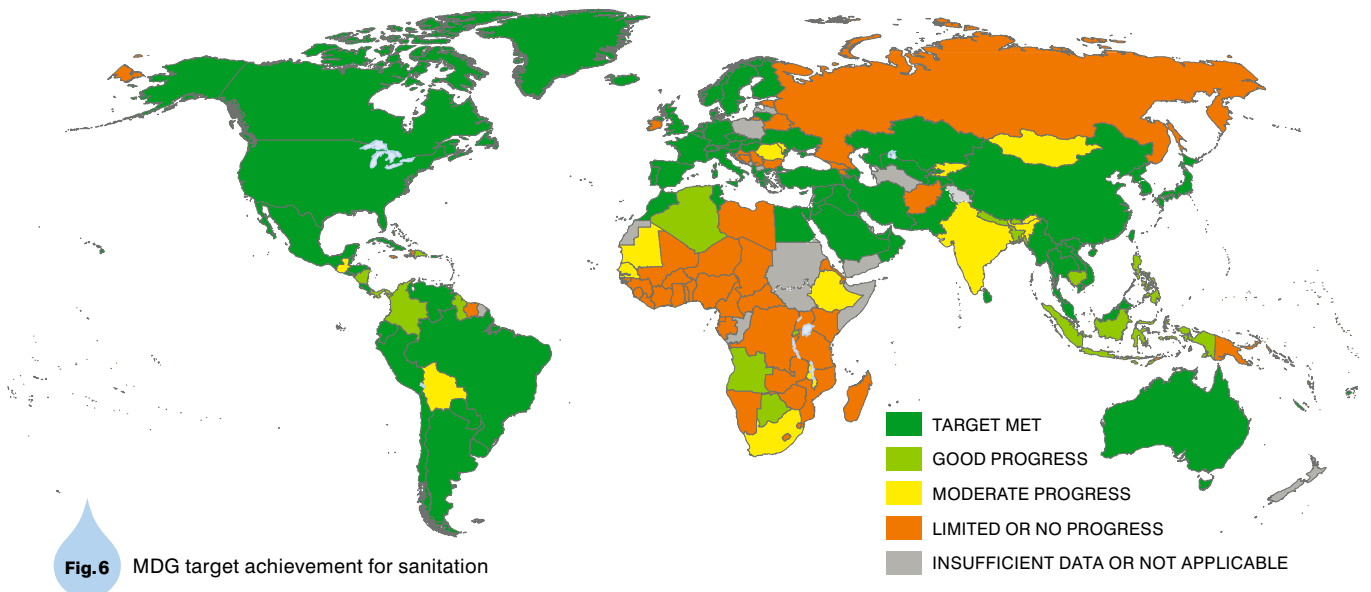 TARGET MET
GOOD PROGRESS
MODERATE PROGRESS
LIMITED OR NO PROGRESS
INSUFFICIENT DATA OR NOT APPLICABLE
Fig.6 MDG target achievement for sanitation